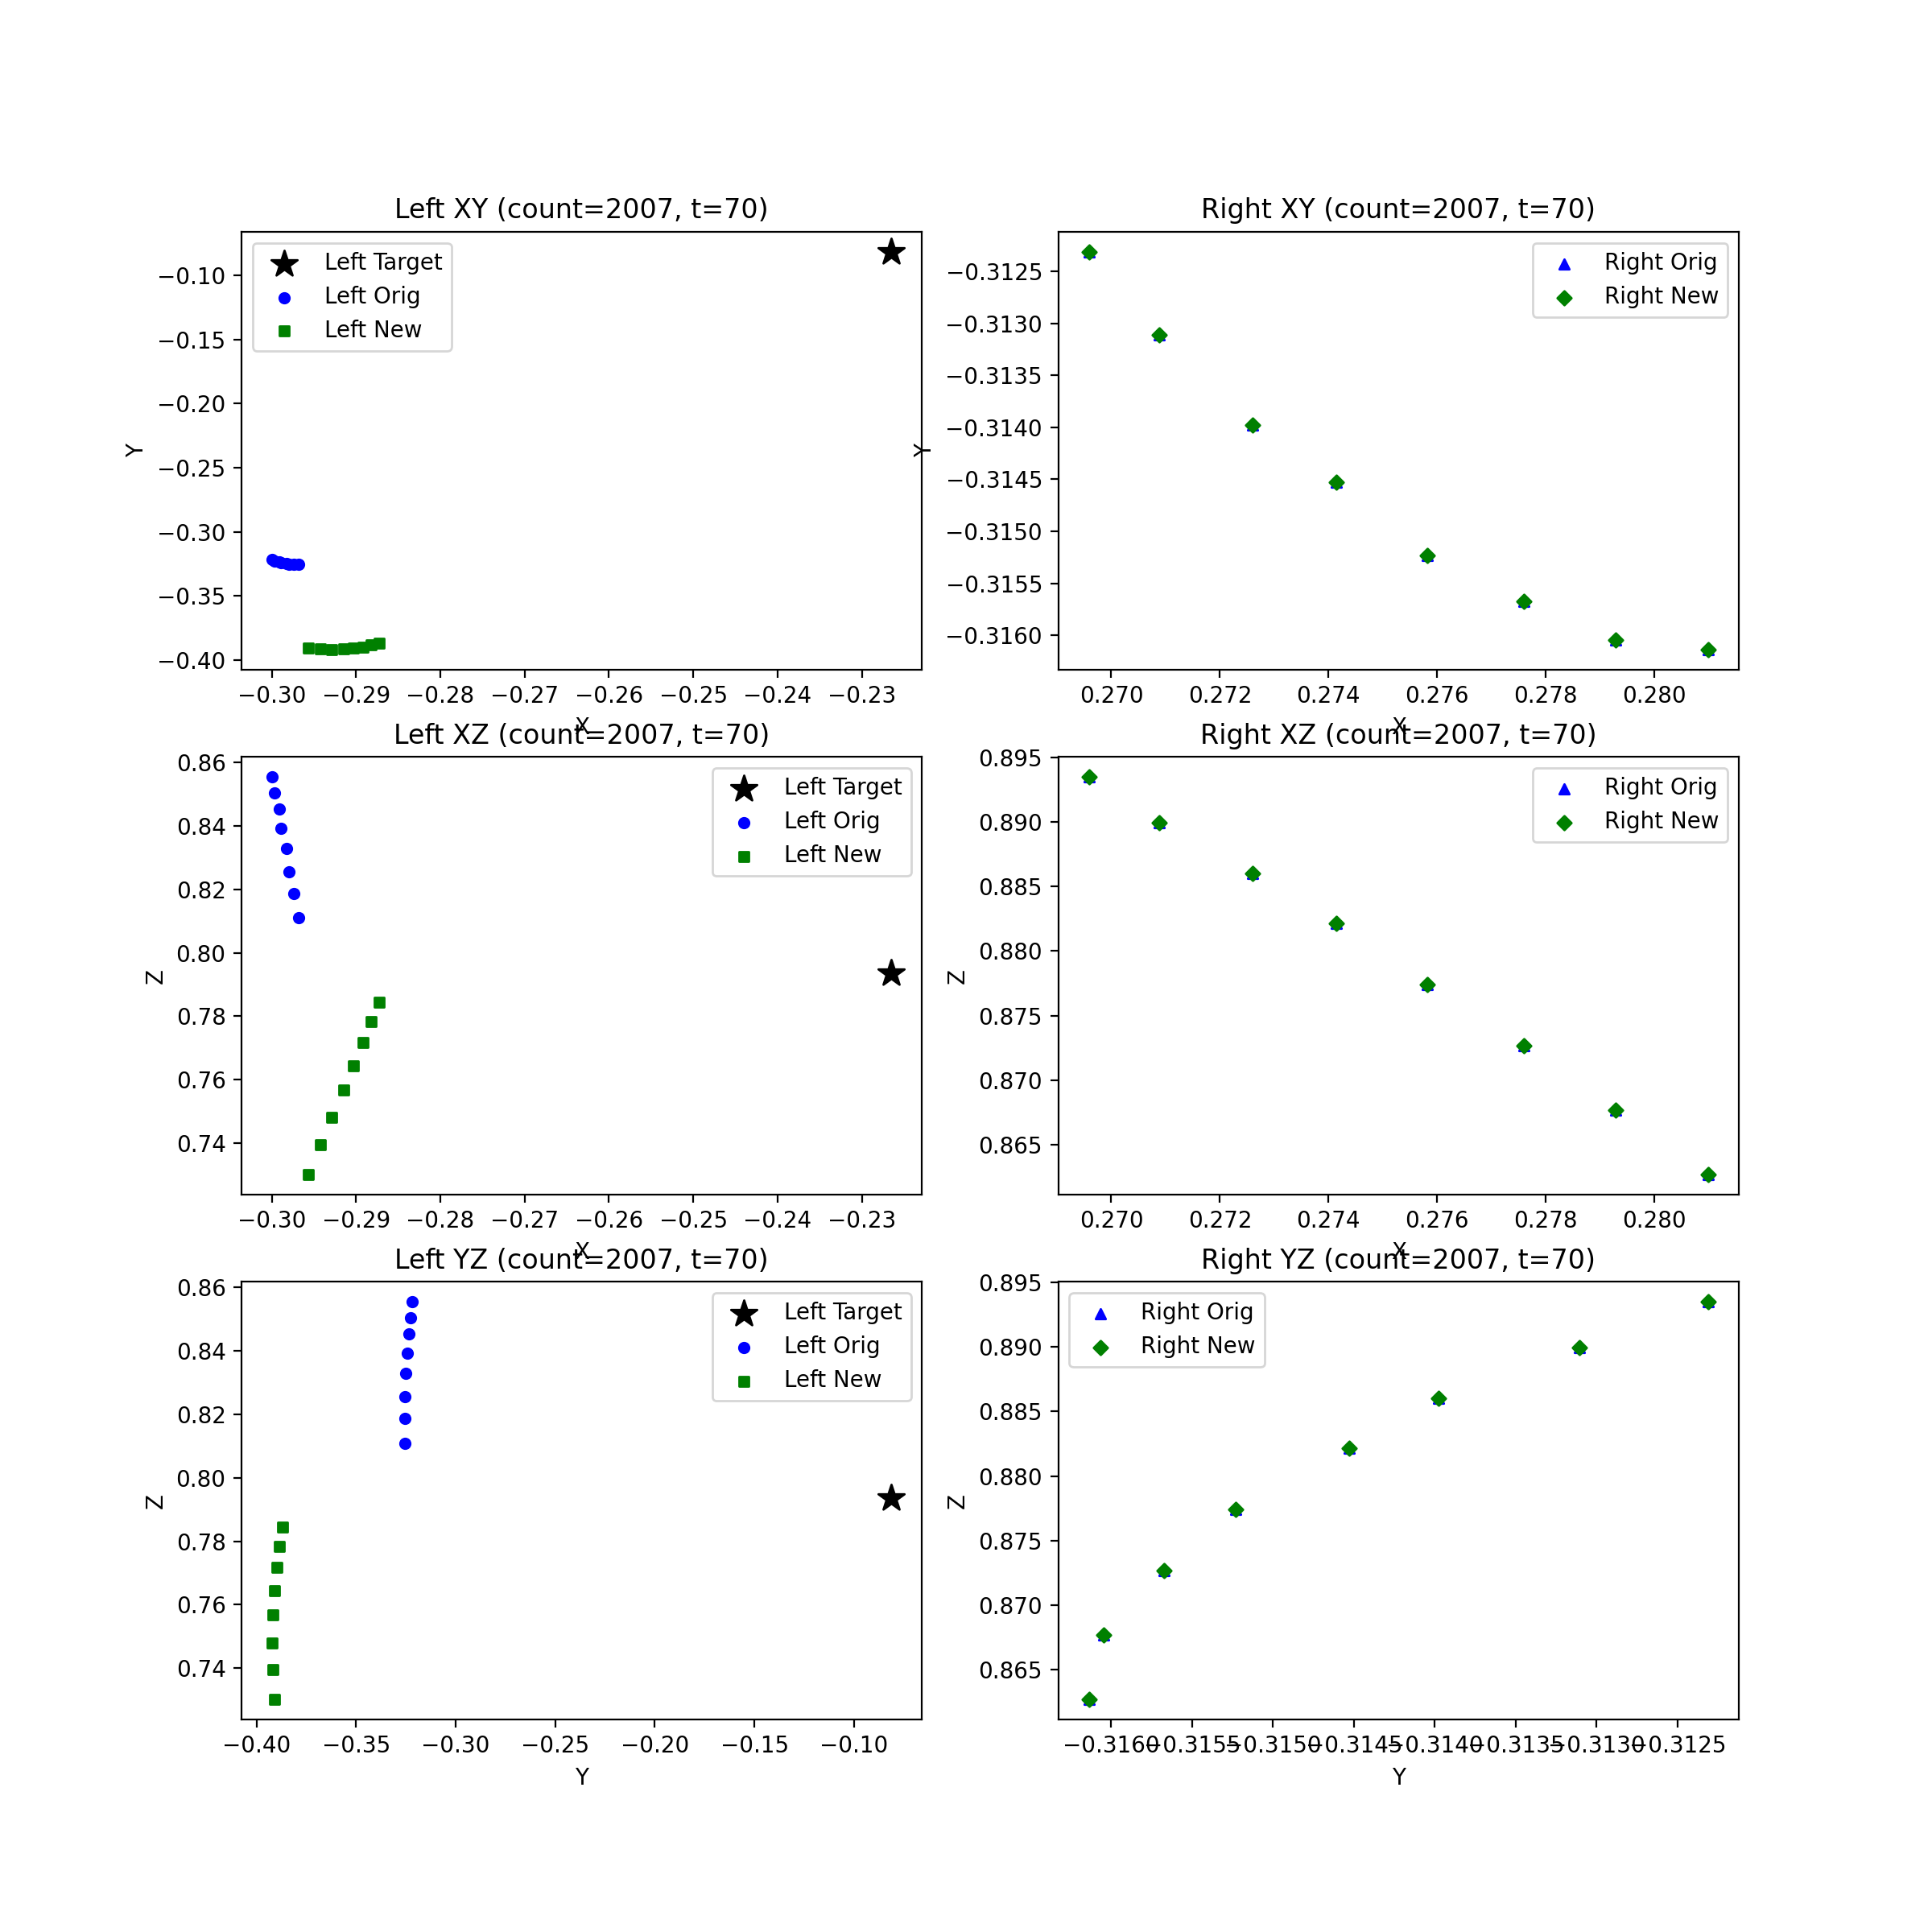 Left XY (count=2007, t=70)
Right XY (count=2007, t=70)
Left Target
Left Orig
Left New
Right Orig
Right New
−0.10
−0.15
−0.20
−0.25
−0.30
−0.35
−0.40
Y
−0.30 −0.29 −0.28 −0.27 −0.26 −0.25 −0.24 −0.23
X
−0.3125
−0.3130
−0.3135
−0.3140
−0.3145
−0.3150
−0.3155
−0.3160
Y
0.270 0.272 0.274 0.276 0.278 0.280
X
Left XZ (count=2007, t=70)
Right XZ (count=2007, t=70)
Left Target
Left Orig
Left New
Right Orig
Right New
0.86
0.84
0.82
0.80
0.78
0.76
0.74
Z
−0.30 −0.29 −0.28 −0.27 −0.26 −0.25 −0.24 −0.23
X
0.895
0.890
0.885
0.880
0.875
0.870
0.865
Z
0.270 0.272 0.274 0.276 0.278 0.280
X
Left YZ (count=2007, t=70)
Right YZ (count=2007, t=70)
Left Target
Left Orig
Left New
Right Orig
Right New
0.86
0.84
0.82
0.80
0.78
0.76
0.74
Z
−0.40 −0.35 −0.30 −0.25 −0.20 −0.15 −0.10
Y
0.895
0.890
0.885
0.880
0.875
0.870
0.865
Z
−0.3160 −0.3155 −0.3150 −0.3145 −0.3140 −0.3135 −0.3130 −0.3125
Y